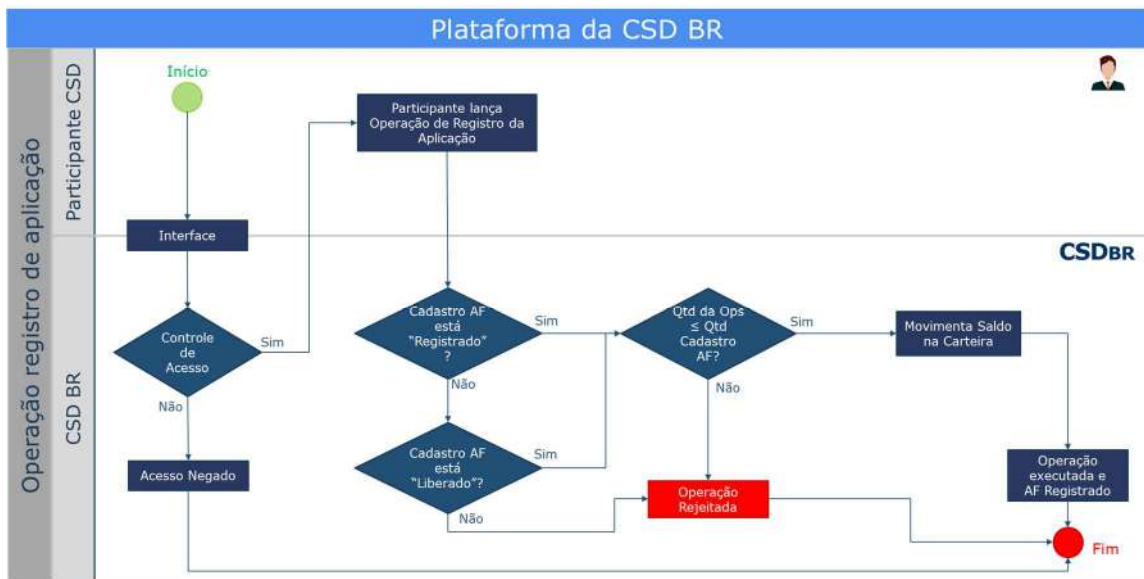 Plataforma da CSD BR
Operação registro de aplicação
Participante CSD
CSD BR
Início
Participante lança
Operação de Registro da
Aplicação
Interface
CSDBR
Controle
de
Acesso
Sim
Não
Acesso Negado
Cadastro AF
está
"Registrado"
?
Sim
Não
Cadastro AF
está
"Liberado"?
Sim
Não
Qtd da Ops
≤ Qtd
Cadastro
AF?
Sim
Não
Operação
Rejeitada
Movimenta Saldo
na Carteira
Operação
executada e
AF Registrado
Fim